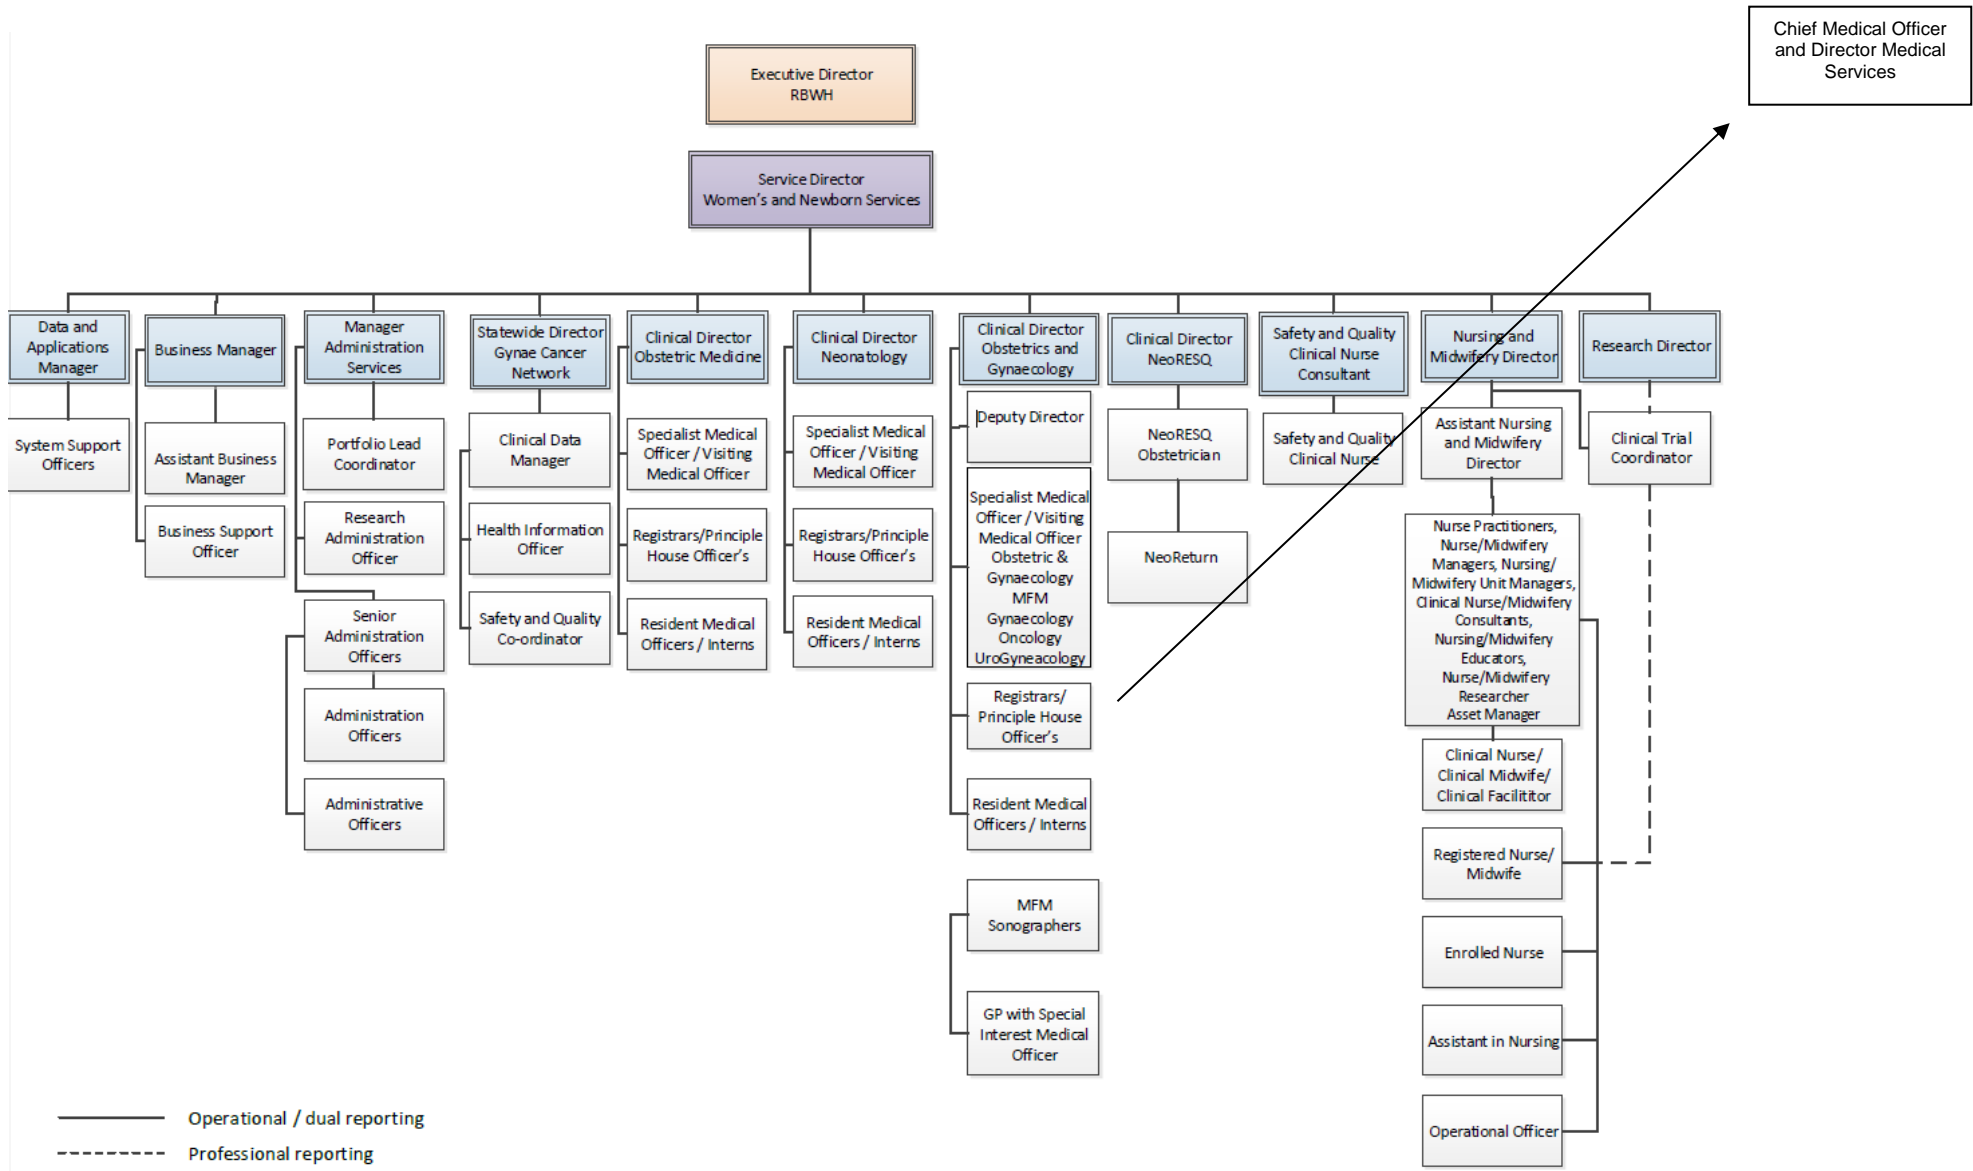 Chief Medical Officer
and Director Medical
Services
Executive Director
RBWH
Service Director
Women's and Newborn Services
Data and
Applications
Manager
System Support
Officers
Business Manager
Assistant Business
Manager
Business Support
Officer
Manager
Administration
Services
Portfolio Lead
Coordinator
Research
Administration
Officer
Senior
Administration
Officers
Administration
Officers
Administrative
Officers
Statewide Director
Gynae Cancer
Network
Clinical Data
Manager
Health Information
Officer
Safety and Quality
Co-ordinator
Clinical Director
Obstetric Medicine
Specialist Medical
Officer / Visiting
Medical Officer
Registrars/Principle
House Officer's
Resident Medical
Officers / Interns
Clinical Director
Neonatology
Specialist Medical
Officer / Visiting
Medical Officer
Registrars/Principle
House Officer's
Resident Medical
Officers / Interns
Clinical Director
Obstetrics and
Gynaecology
Deputy Director
Specialist Medical
Officer / Visiting
Medical Officer
Obstetric &
Gynaecology
MFM
Gynaecology
Oncology
UroGyneacology
Registrars/
Principle House
Officer's
Resident Medical
Officers / Interns
MFM
Sonographers
GP with Special
Interest Medical
Officer
Clinical Director
NeoRESQ
NeoRESQ
Obstetrician
NeoReturn
Safety and Quality
Clinical Nurse
Consultant
Safety and Quality
Clinical Nurse
Nursing and
Midwifery Director
Assistant Nursing
and Midwifery
Director
Nurse Practitioners,
Nurse/Midwifery
Managers, Nursing/
Midwifery Unit Managers,
Clinical Nurse/Midwifery
Consultants,
Nursing/Midwifery
Educators,
Nurse/Midwifery
Researcher
Asset Manager
Clinical Nurse/
Clinical Midwife/
Clinical Facilititor
Registered Nurse/
Midwife
Enrolled Nurse
Assistant in Nursing
Operational Officer
Research Director
Clinical Trial
Coordinator
Operational / dual reporting
Professional reporting